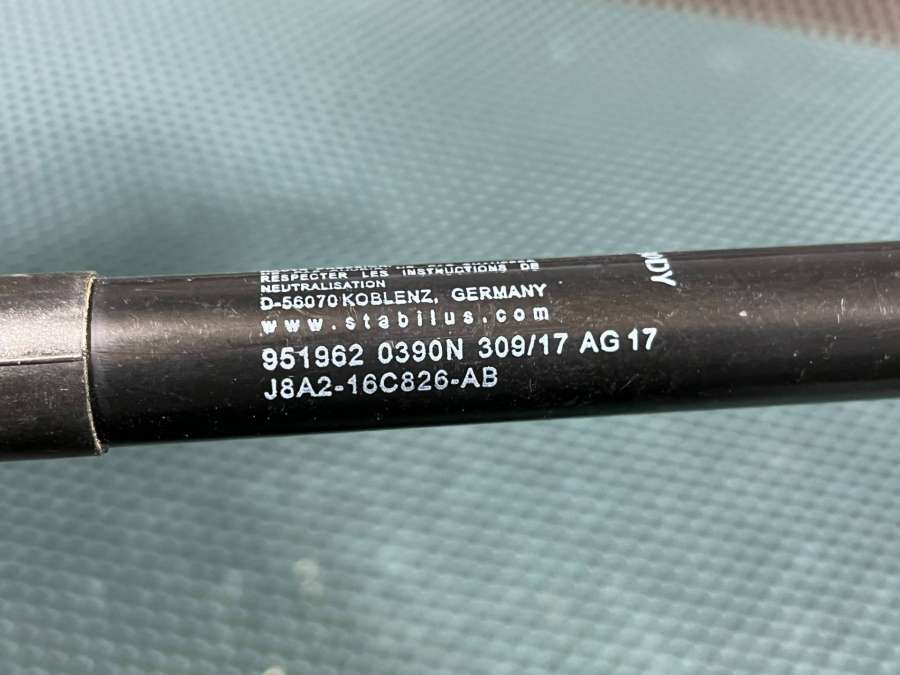 RESPECTER LES INSTRUCTIONS DE
NEUTRALISATION
D-56070 KOBLENZ, GERMANY
www.stabilus.com
951962 0390N 309/17 AG 17
J8A2-16C826-AB